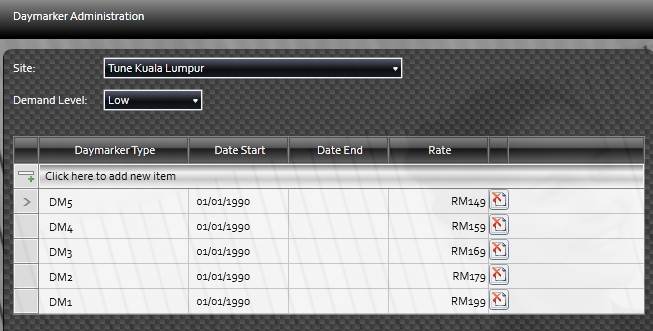 Daymarker Administration
Site: Tune Kuala Lumpur
Demand Level: Low
Daymarker Type Date Start Date End Rate
Click here to add new item
DM5 01/01/1990 RM149
DM4 01/01/1990 RM159
DM3 01/01/1990 RM169
DM2 01/01/1990 RM179
DM1 01/01/1990 RM199